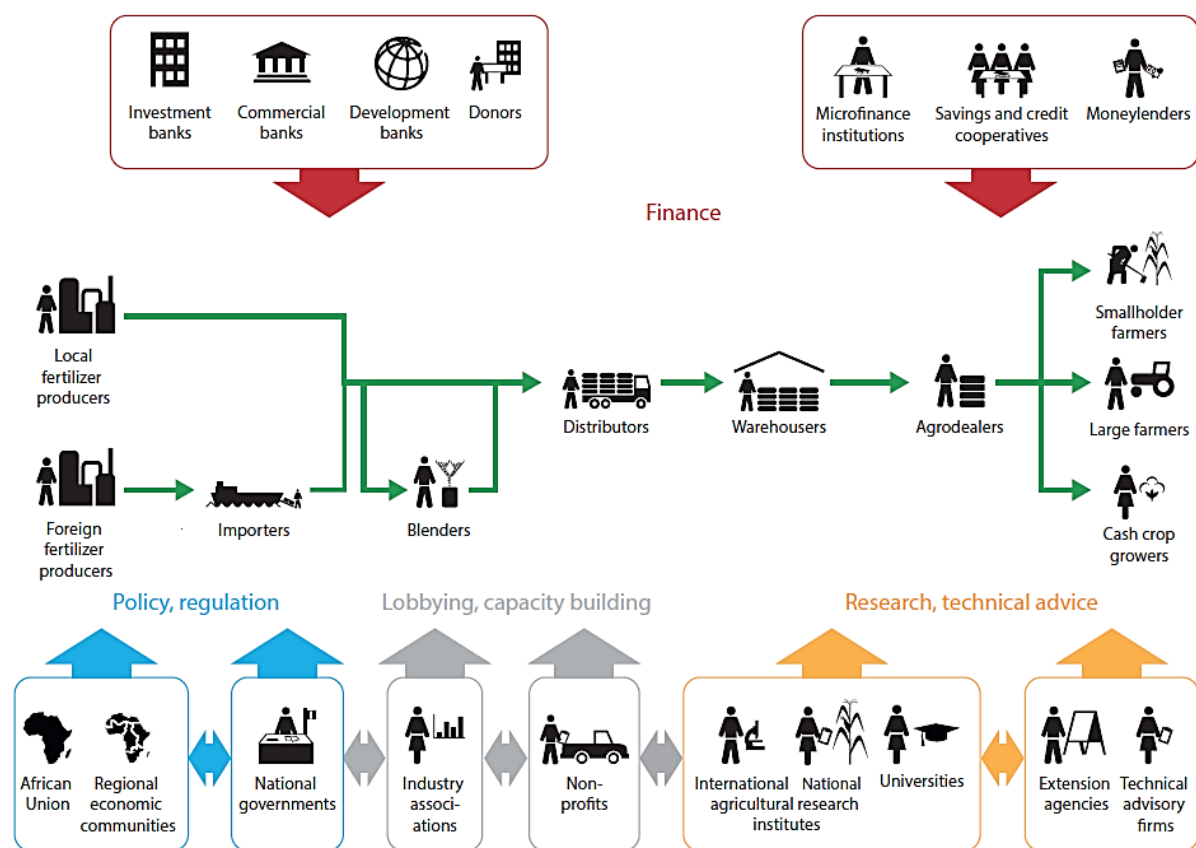 Investment
banks
Commercial
banks
Development
banks
Donors
Microfinance
institutions
Savings and credit
cooperatives
Moneylenders
Finance
Local
fertilizer
producers
Foreign
fertilizer
producers
Importers
Blenders
Distributors
Warehousers
Agrodealers
Smallholder
farmers
Large farmers
Cash crop
growers
Policy, regulation
Lobbying, capacity building
Research, technical advice
African
Union
Regional
economic
communities
National
governments
Industry
associ-
ations
Non-
profits
International National
agricultural research
institutes
Universities
Extension
agencies
Technical
advisory
firms